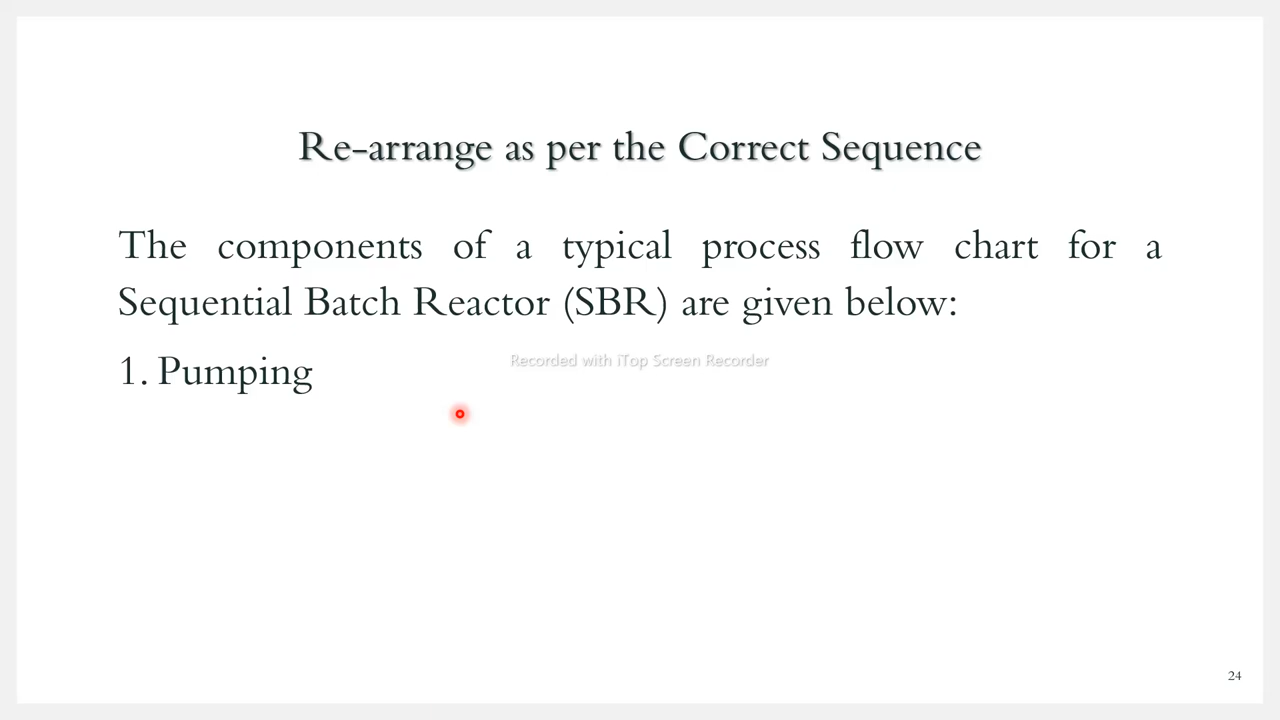 Re-arrange as per the Correct Sequence
The components of a typical process flow chart for a
Sequential Batch Reactor (SBR) are given below:
Recorded with iTop Screen Recorder
1. Pumping
24